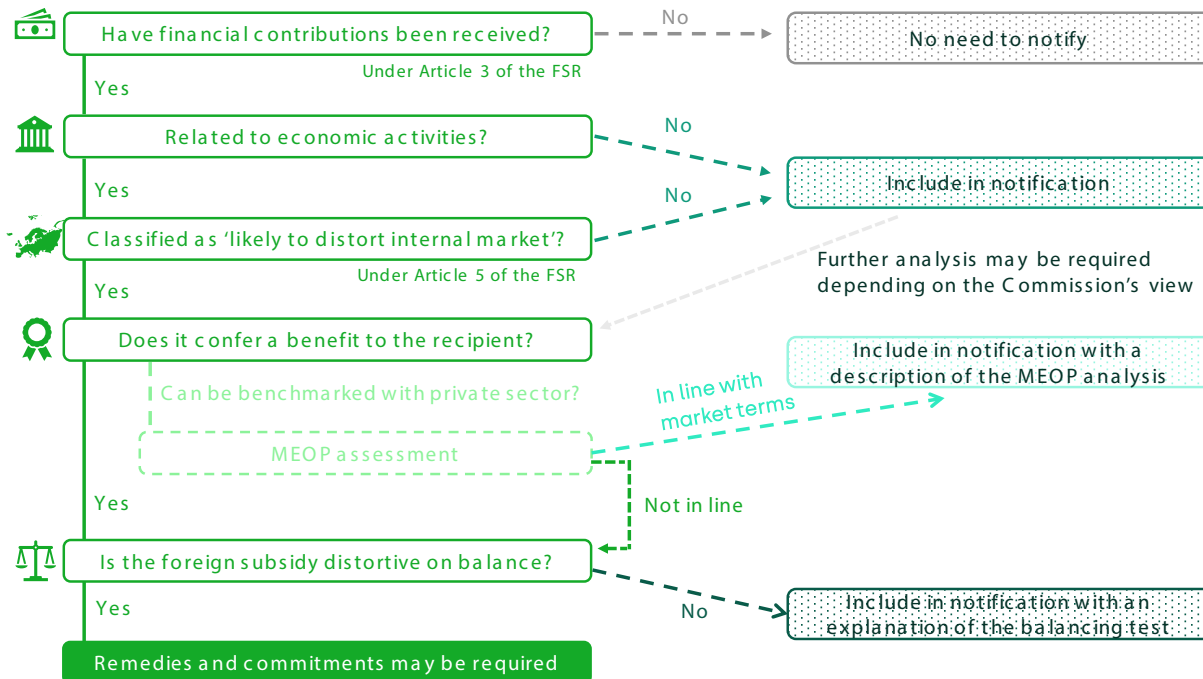 Have financial contributions been received?
No
No need to notify
Under Article 3 of the FSR
Yes
Related to economic activities?
No
Yes
Include in notification
No
Classified as ‘likely to distort internal market’?
Under Article 5 of the FSR
Further analysis may be required
depending on the Commission’s view
Yes
Does it confer a benefit to the recipient?
Include in notification with a
description of the MEOP analysis
Can be benchmarked with private sector?
In line with
market terms
MEOP assessment
Yes
Not in line
Is the foreign subsidy distortive on balance?
Yes
No
Include in notification with an
explanation of the balancing test
Remedies and commitments may be required